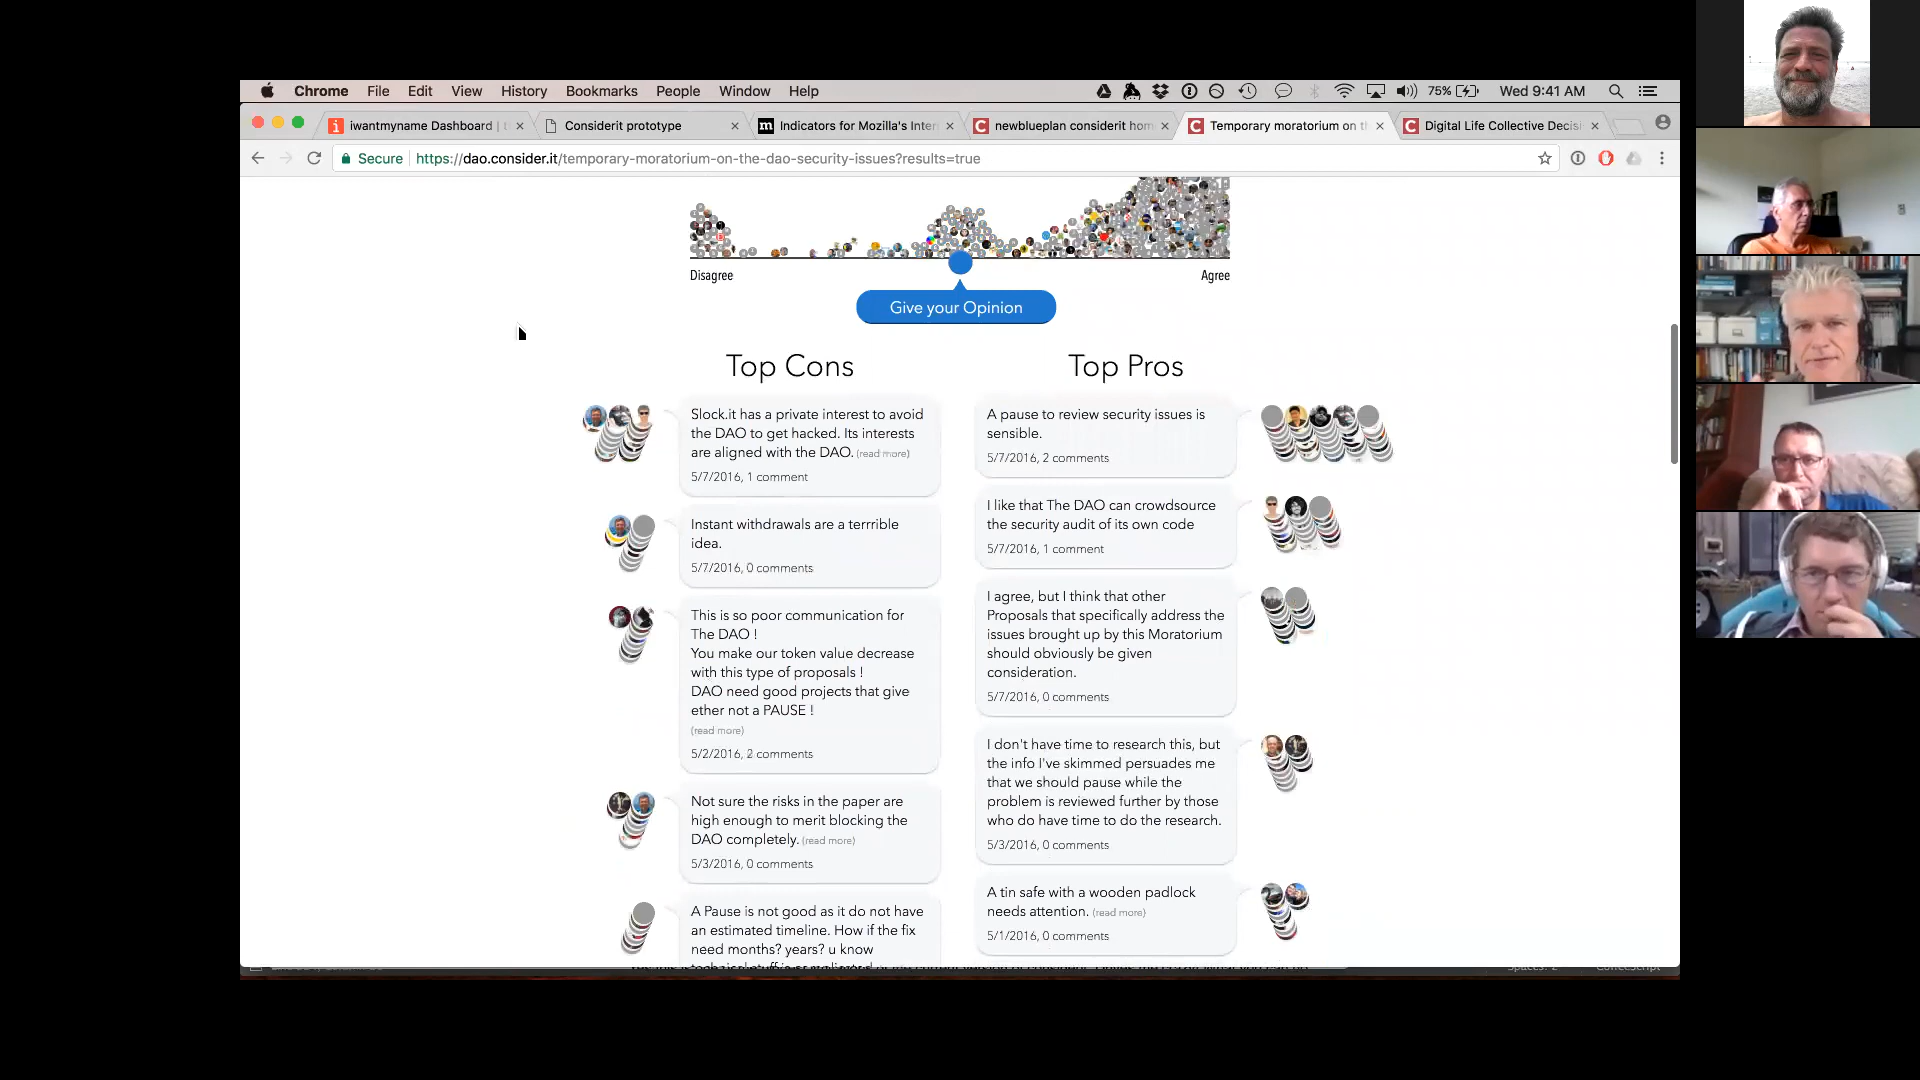 Chrome File Edit View History Bookmarks People Window Help 75% Wed 9:41 AM
iwantmyname Dashboard |
Considerit prototype
Indicators for Mozilla's Inter
newblueplan considerit hom
Temporary moratorium on th
Digital Life Collective Decisi
Secure https://dao.consider.it/temporary-moratorium-on-the-dao-security-issues?results=true
Disagree
Agree
Give your Opinion
Top Cons
Slock.it has a private interest to avoid
the DAO to get hacked. Its interests
are aligned with the DAO. (read more)
5/7/2016, 1 comment
Instant withdrawals are a terrrible
idea.
5/7/2016, 0 comments
This is so poor communication for
The DAO !
You make our token value decrease
with this type of proposals !
DAO need good projects that give
ether not a PAUSE !
(read more)
5/2/2016, 2 comments
Not sure the risks in the paper are
high enough to merit blocking the
DAO completely. (read more)
5/3/2016, 0 comments
A Pause is not good as it do not have
an estimated timeline. How if the fix
need months? years? u know
Top Pros
A pause to review security issues is
sensible.
5/7/2016, 2 comments
I like that The DAO can crowdsource
the security audit of its own code
5/7/2016, 1 comment
I agree, but I think that other
Proposals that specifically address the
issues brought up by this Moratorium
should obviously be given
consideration.
5/7/2016, 0 comments
I don't have time to research this, but
the info I've skimmed persuades me
that we should pause while the
problem is reviewed further by those
who do have time to do the research.
5/3/2016, 0 comments
A tin safe with a wooden padlock
needs attention. (read more)
5/1/2016, 0 comments
Spaces: 2 CoffeeScript